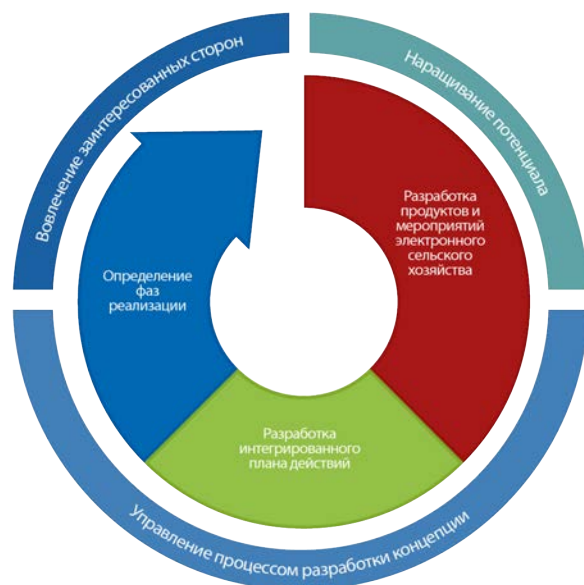 Вовлечение заинтересованных сторон
Наращивание потенциала
Разработка
продуктов и
мероприятий
электронного
сельского
хозяйства
Определение
фаз
реализации
Разработка
интегрированного
плана действий
Управление процессом разработки концепции